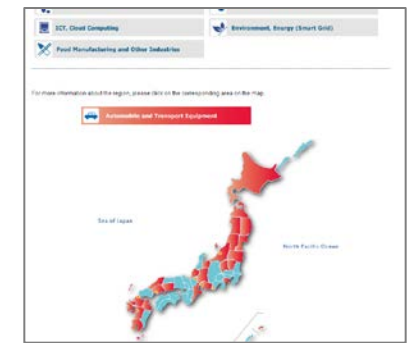 ICT, Cloud Computing
Environment, Energy (Smart Grid)
Food Manufacturing and Other Industries
For more information about the region, please click on the corresponding area on the map.
Automobile and Transport Equipment
Sea of Japan
North Pacific Ocean